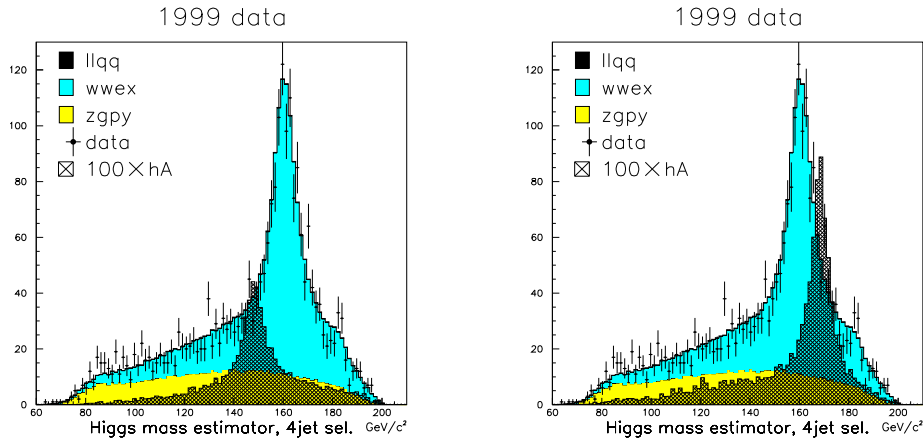 1999 data
120
100
80
60
40
20
0
llqq
wwex
zgpy
data
100×hA
60 80 100 120 140 160 180 200
Higgs mass estimator, 4jet sel. GeV/c²
1999 data
120
100
80
60
40
20
0
llqq
wwex
zgpy
data
100×hA
60 80 100 120 140 160 180 200
Higgs mass estimator, 4jet sel. GeV/c²